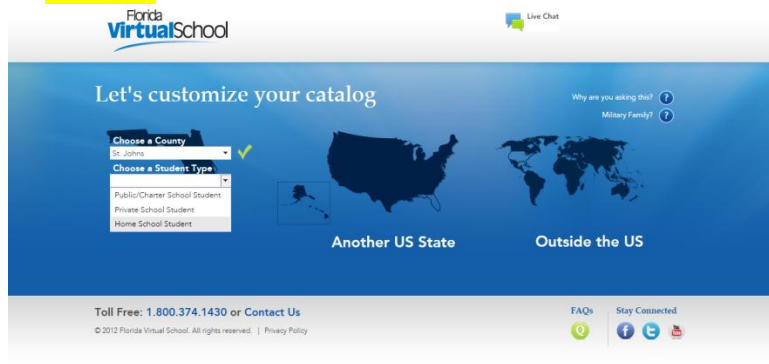 Florida
VirtualSchool
Live Chat
Let's customize your catalog
Why are you asking this? ?
Military Family? ?
Choose a County
St. Johns
Choose a Student Type
Public/Charter School Student
Private School Student
Home School Student
Another US State
Outside the US
Toll Free: 1.800.374.1430 or Contact Us
© 2012 Florida Virtual School. All rights reserved. | Privacy Policy
FAQs
Q
Stay Connected